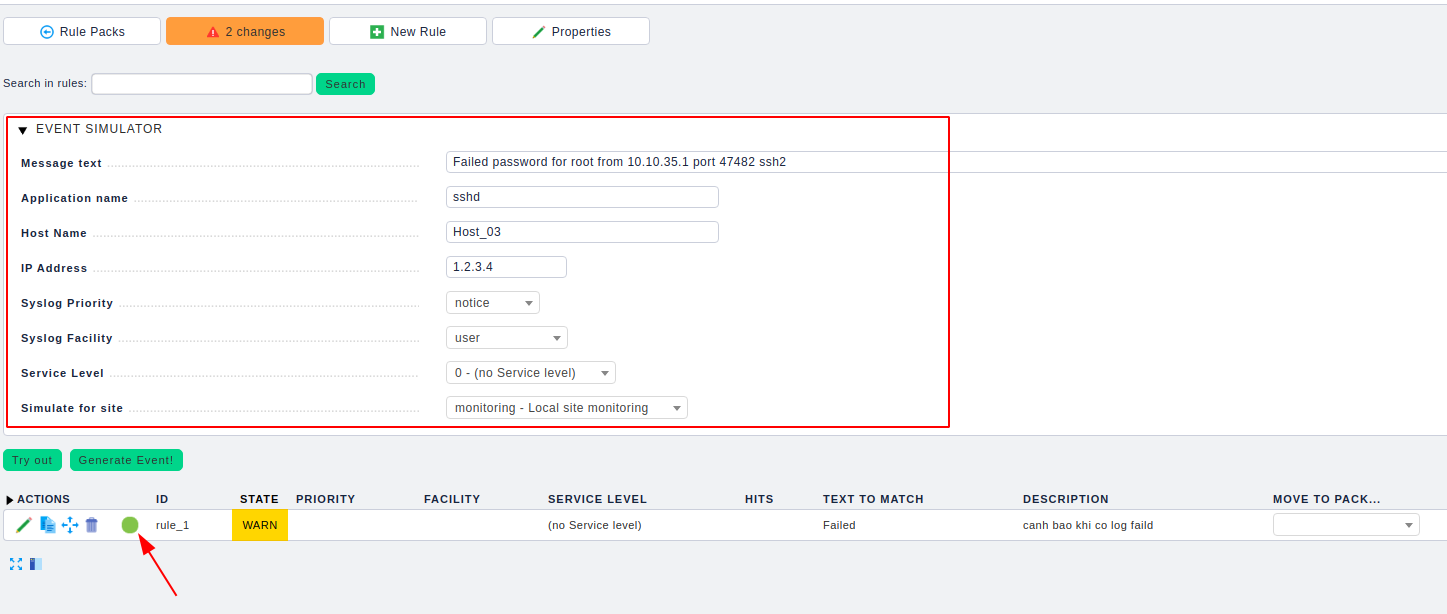 Rule Packs 2 changes New Rule Properties
Search in rules: Search
EVENT SIMULATOR
Message text Failed password for root from 10.10.35.1 port 47482 ssh2
Application name sshd
Host Name Host_03
IP Address 1.2.3.4
Syslog Priority notice
Syslog Facility user
Service Level 0 - (no Service level)
Simulate for site monitoring - Local site monitoring
Try out Generate Event!
ACTIONS ID STATE PRIORITY FACILITY SERVICE LEVEL HITS TEXT TO MATCH DESCRIPTION MOVE TO PACK...
rule_1 WARN (no Service level) Failed canh bao khi co log faild